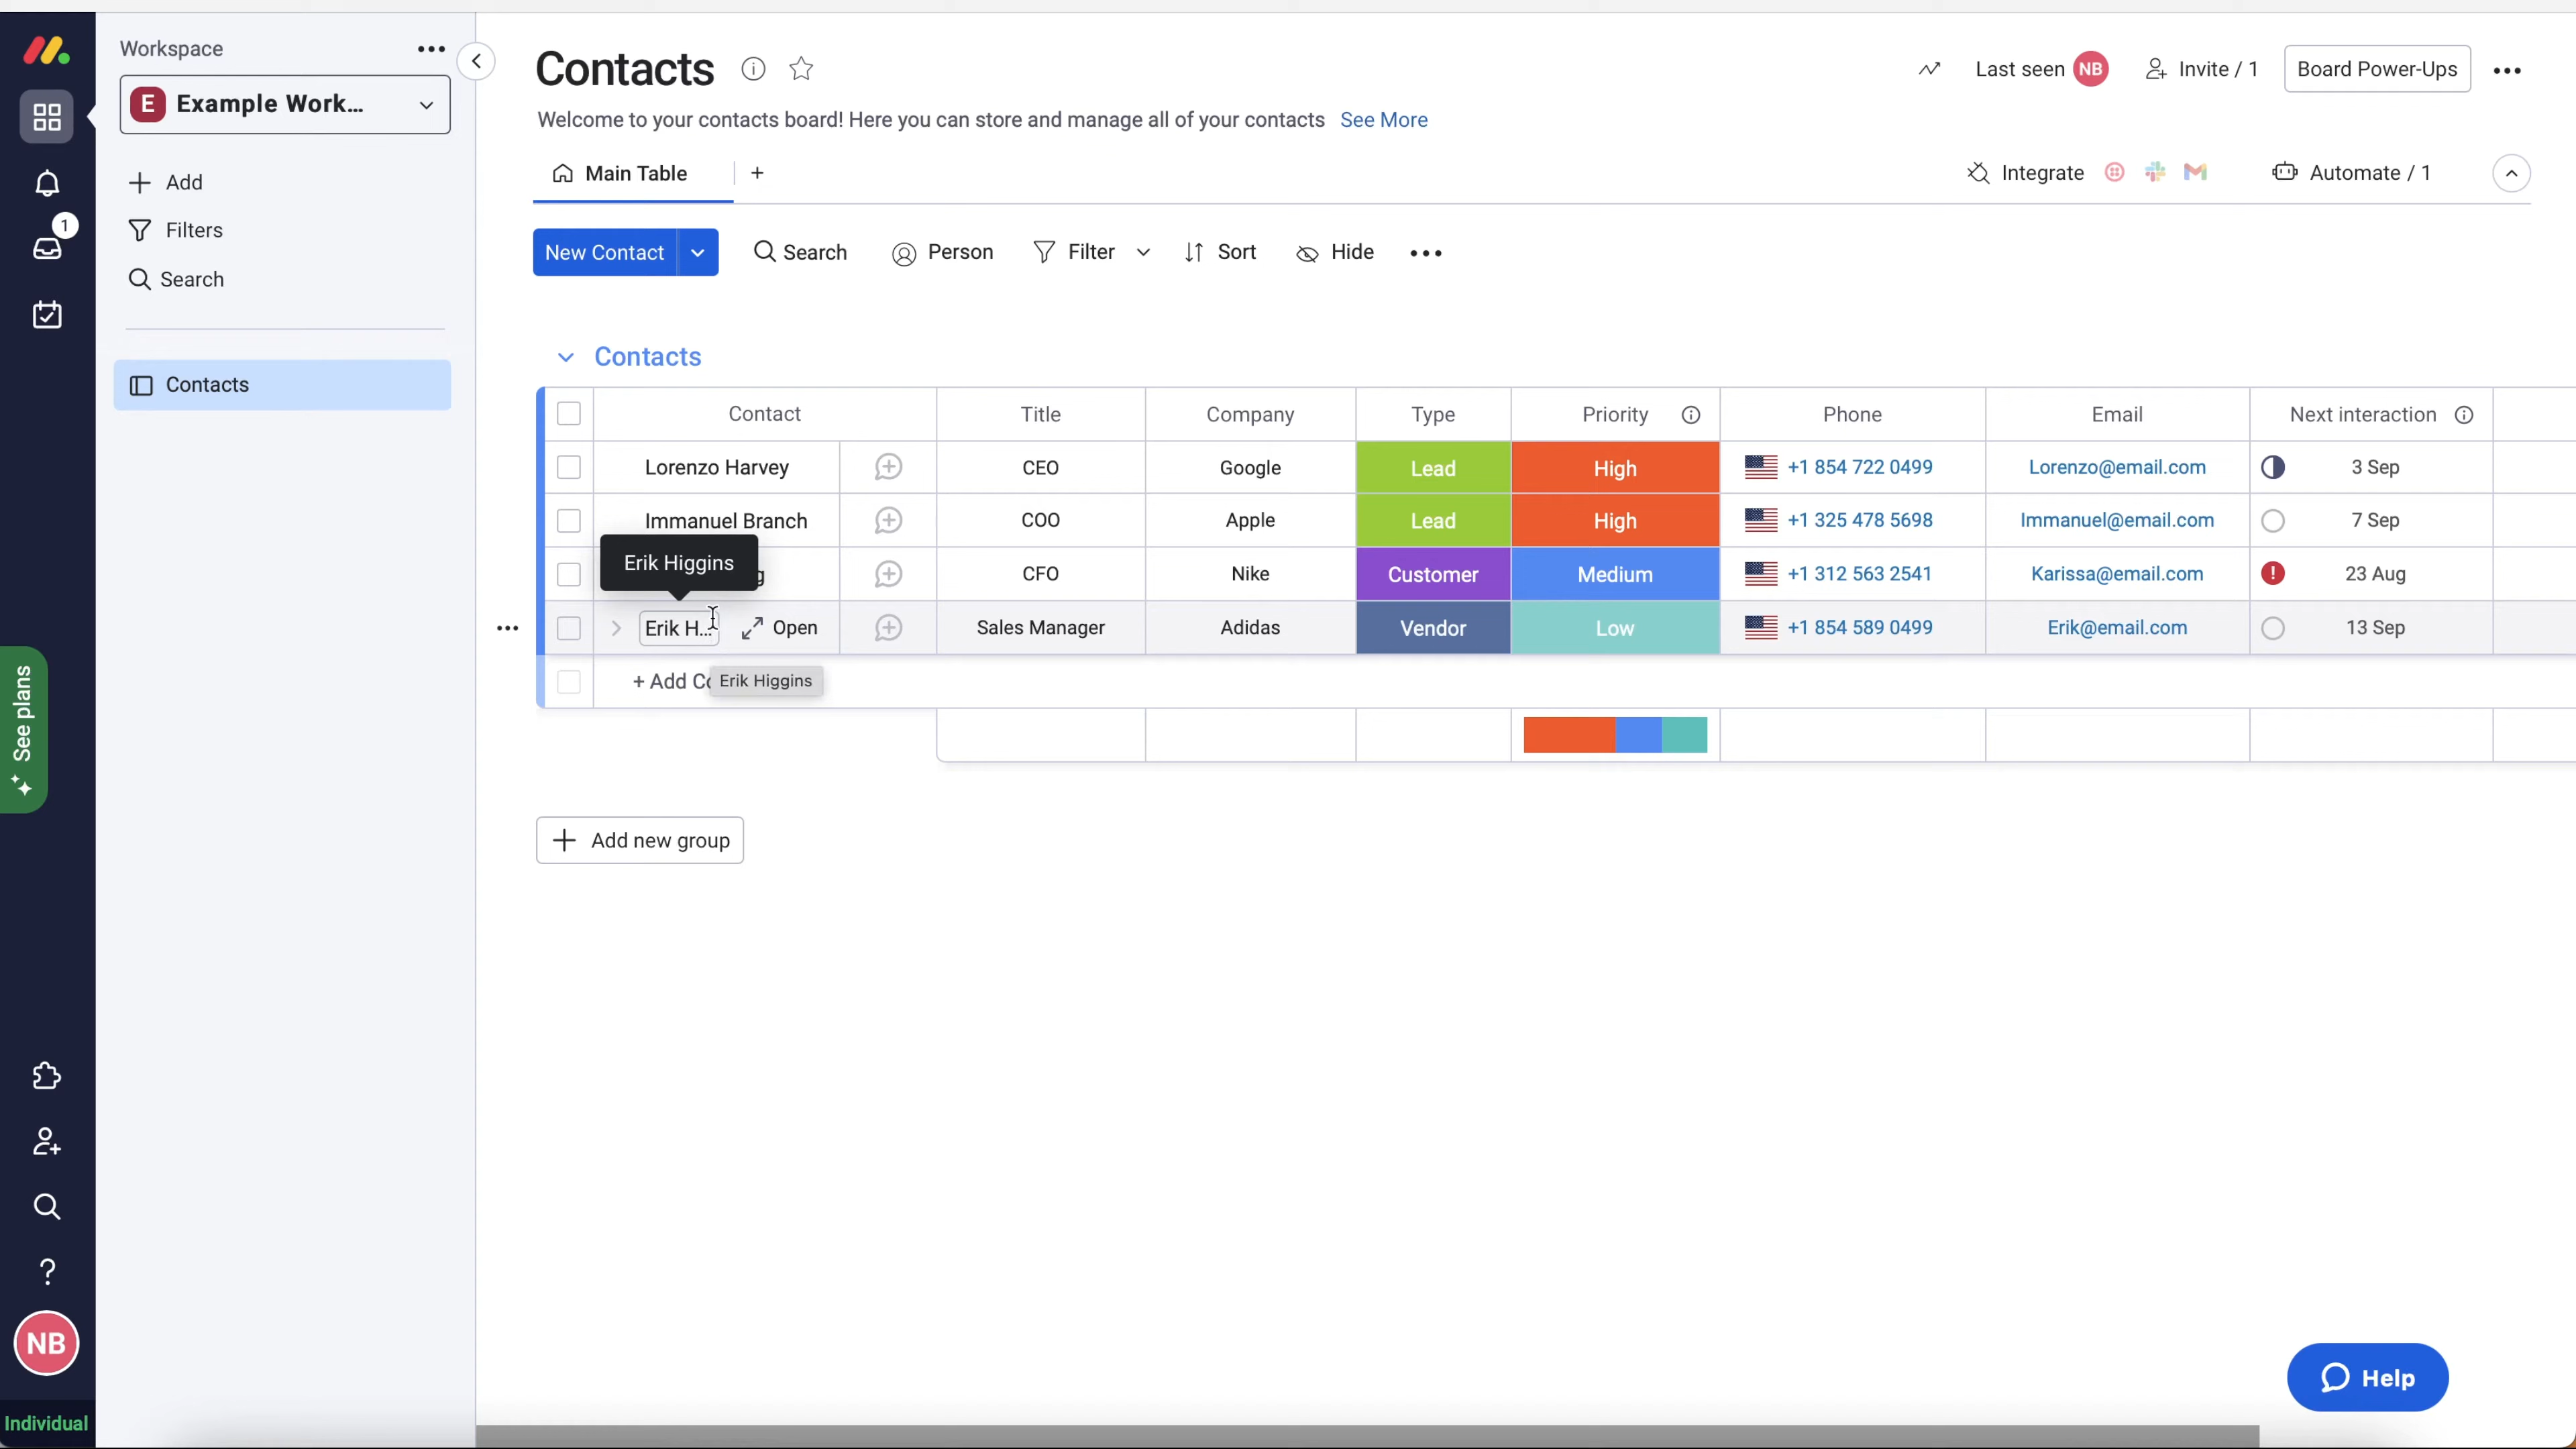 Workspace
E Example Work...
Add
Filters
Search
Contacts
1
See plans
NB
Individual
Contacts
Last seen NB Invite / 1 Board Power-Ups
Welcome to your contacts board! Here you can store and manage all of your contacts See More
Main Table
Integrate Automate / 1
New Contact Search Person Filter Sort Hide
Contacts
Contact Title Company Type Priority Phone Email Next interaction
Lorenzo Harvey CEO Google Lead High +1 854 722 0499 Lorenzo@email.com 3 Sep
Immanuel Branch COO Apple Lead High +1 325 478 5698 Immanuel@email.com 7 Sep
Erik Higgins
g CFO Nike Customer Medium +1 312 563 2541 Karissa@email.com 23 Aug
Erik H... Open Sales Manager Adidas Vendor Low +1 854 589 0499 Erik@email.com 13 Sep
+ Add Co
Erik Higgins
Add new group
Help